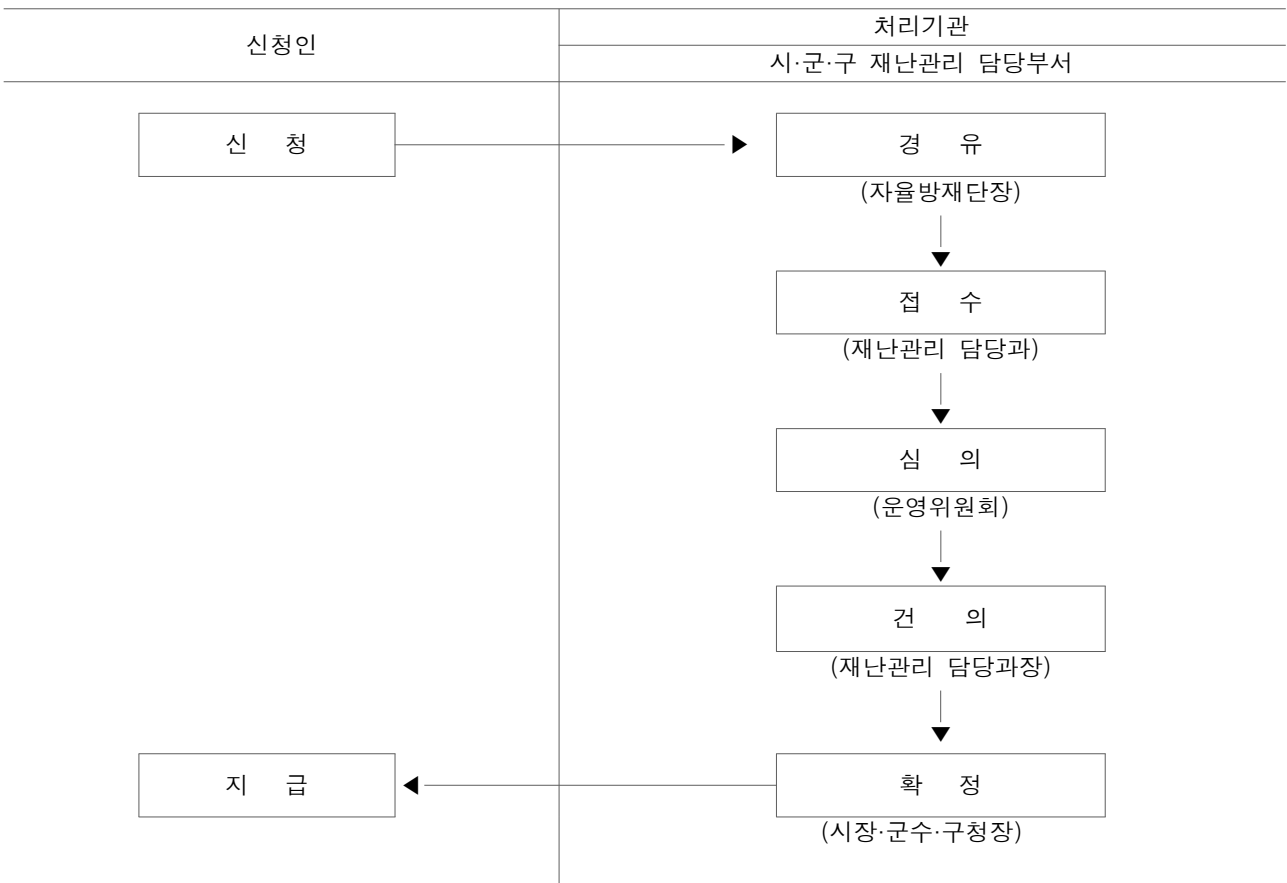 신청인
처리기관
시·군·구 재난관리 담당부서
신 청
경 유
(자율방재단장)
접 수
(재난관리 담당과)
심 의
(운영위원회)
건 의
(재난관리 담당과장)
지 급
확 정
(시장·군수·구청장)